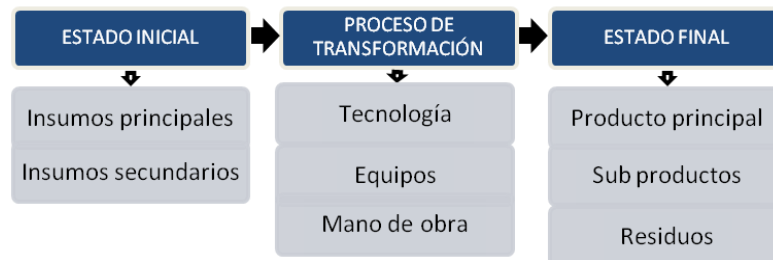 ESTADO INICIAL
PROCESO DE
TRANSFORMACIÓN
ESTADO FINAL
Insumos principales
Insumos secundarios
Tecnología
Equipos
Mano de obra
Producto principal
Sub productos
Residuos